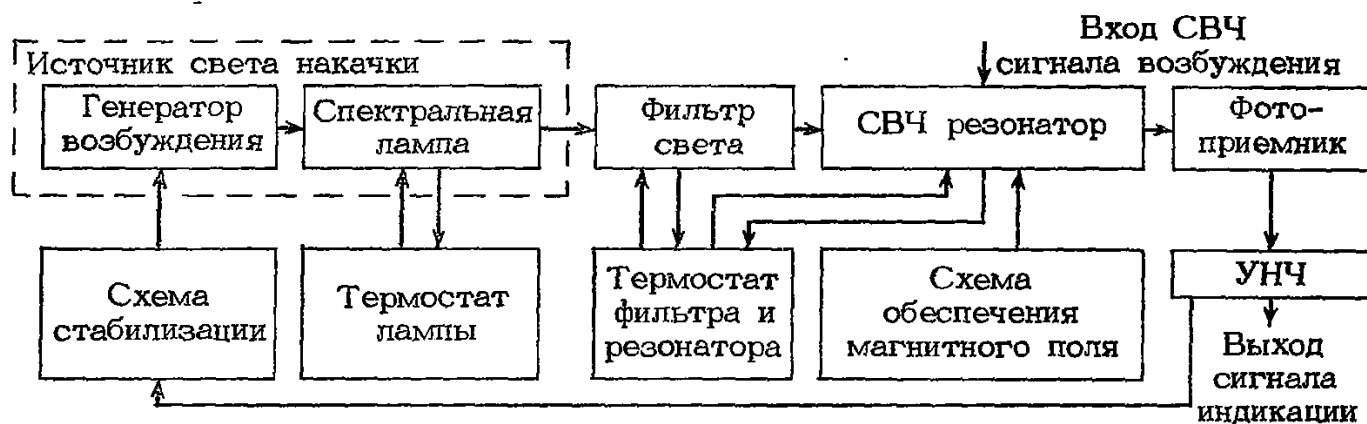 Вход СВЧ
сигнала возбуждения
Источник света накачки
Генератор
возбуждения
Спектральная
лампа
Фильтр
света
СВЧ резонатор
Фото-
приемник
Схема
стабилизации
Термостат
лампы
Термостат
фильтра и
резонатора
Схема
обеспечения
магнитного поля
УНЧ
Выход
сигнала
индикации